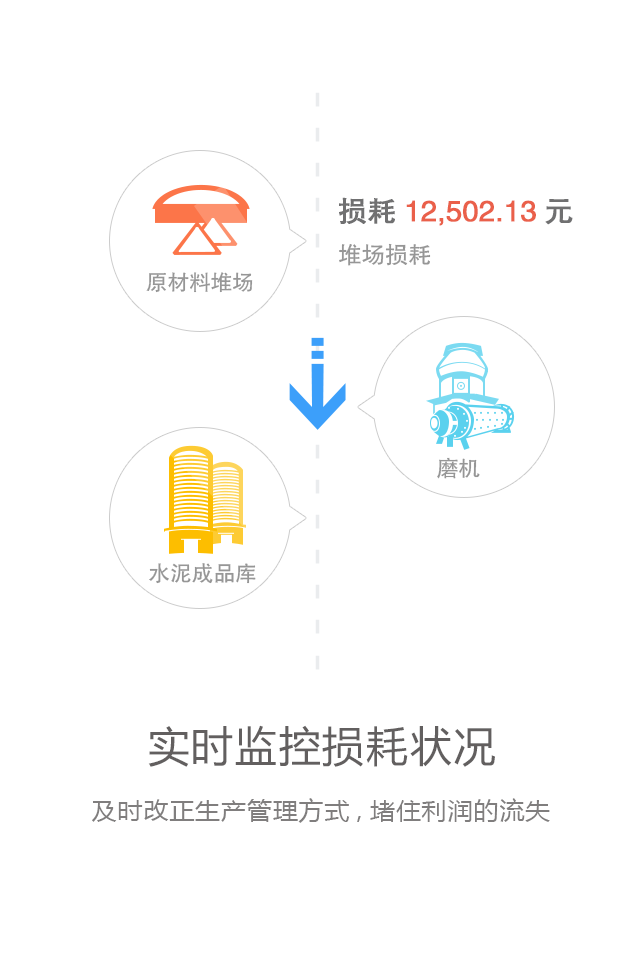 损耗 12,502.13 元
堆场损耗
原材料堆场
磨机
水泥成品库
实时监控损耗状况
及时改正生产管理方式 , 堵住利润的流失